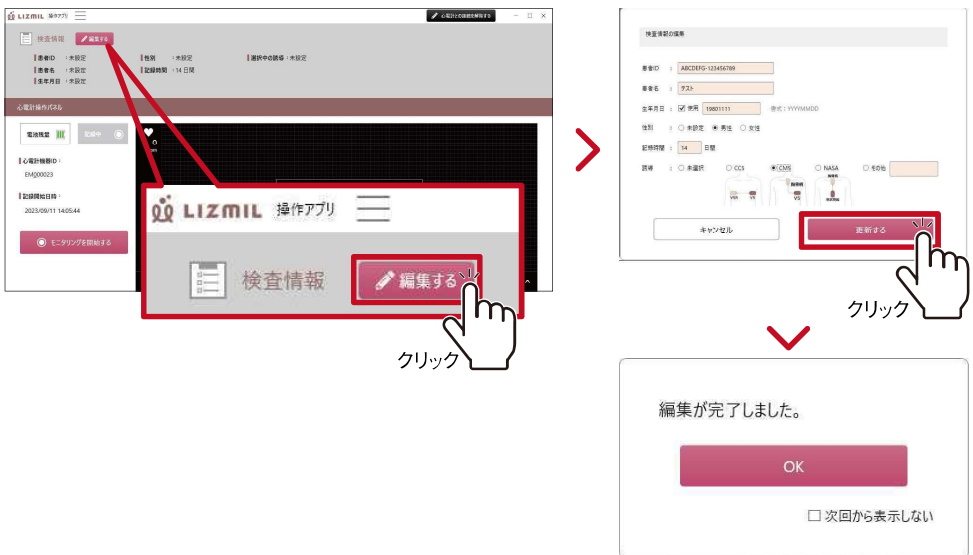 LIZMIL 操作アプリ
心電計との接続を解除する
検査情報 編集する
患者ID : 未設定
性別 : 未設定
選択中の誘導 : 未設定
患者名 : 未設定
記録時間 : 14 日間
生年月日 : 未設定
心電計操作パネル
電池残量
記録中
0
心電計機器ID :
EM000023
記録開始日時 :
2023/09/11 14:05:44
モニタリングを開始する
LIZMIL 操作アプリ
検査情報
編集する
クリック
検査情報の編集
患者ID : ABCDEFG-123456789
患者名 : テスト
生年月日 : 使用 19801111 書式 : YYYYMMDD
性別 : 未設定 男性 女性
記録時間 : 14 日間
誘導 : 未選択 CC5 CM5 NASA その他
胸骨柄
V5R V5 V5
キャンセル
更新する
クリック
編集が完了しました。
OK
次回から表示しない